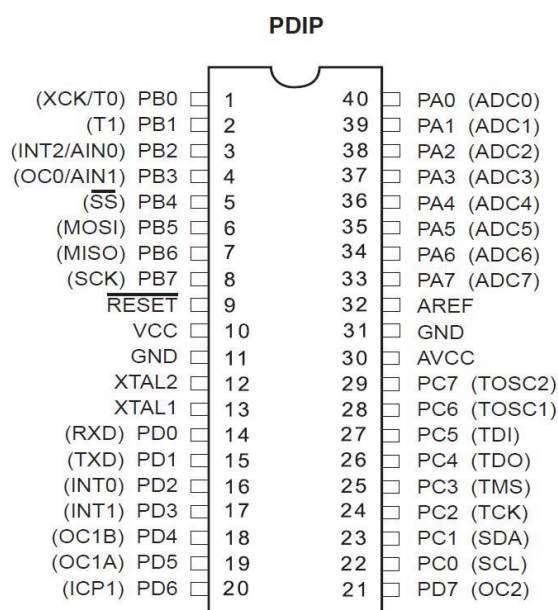 PDIP
(XCK/T0) PB0 1 40 PA0 (ADC0)
(T1) PB1 2 39 PA1 (ADC1)
(INT2/AIN0) PB2 3 38 PA2 (ADC2)
(OC0/AIN1) PB3 4 37 PA3 (ADC3)
(SS) PB4 5 36 PA4 (ADC4)
(MOSI) PB5 6 35 PA5 (ADC5)
(MISO) PB6 7 34 PA6 (ADC6)
(SCK) PB7 8 33 PA7 (ADC7)
RESET 9 32 AREF
VCC 10 31 GND
GND 11 30 AVCC
XTAL2 12 29 PC7 (TOSC2)
XTAL1 13 28 PC6 (TOSC1)
(RXD) PD0 14 27 PC5 (TDI)
(TXD) PD1 15 26 PC4 (TDO)
(INT0) PD2 16 25 PC3 (TMS)
(INT1) PD3 17 24 PC2 (TCK)
(OC1B) PD4 18 23 PC1 (SDA)
(OC1A) PD5 19 22 PC0 (SCL)
(ICP1) PD6 20 21 PD7 (OC2)